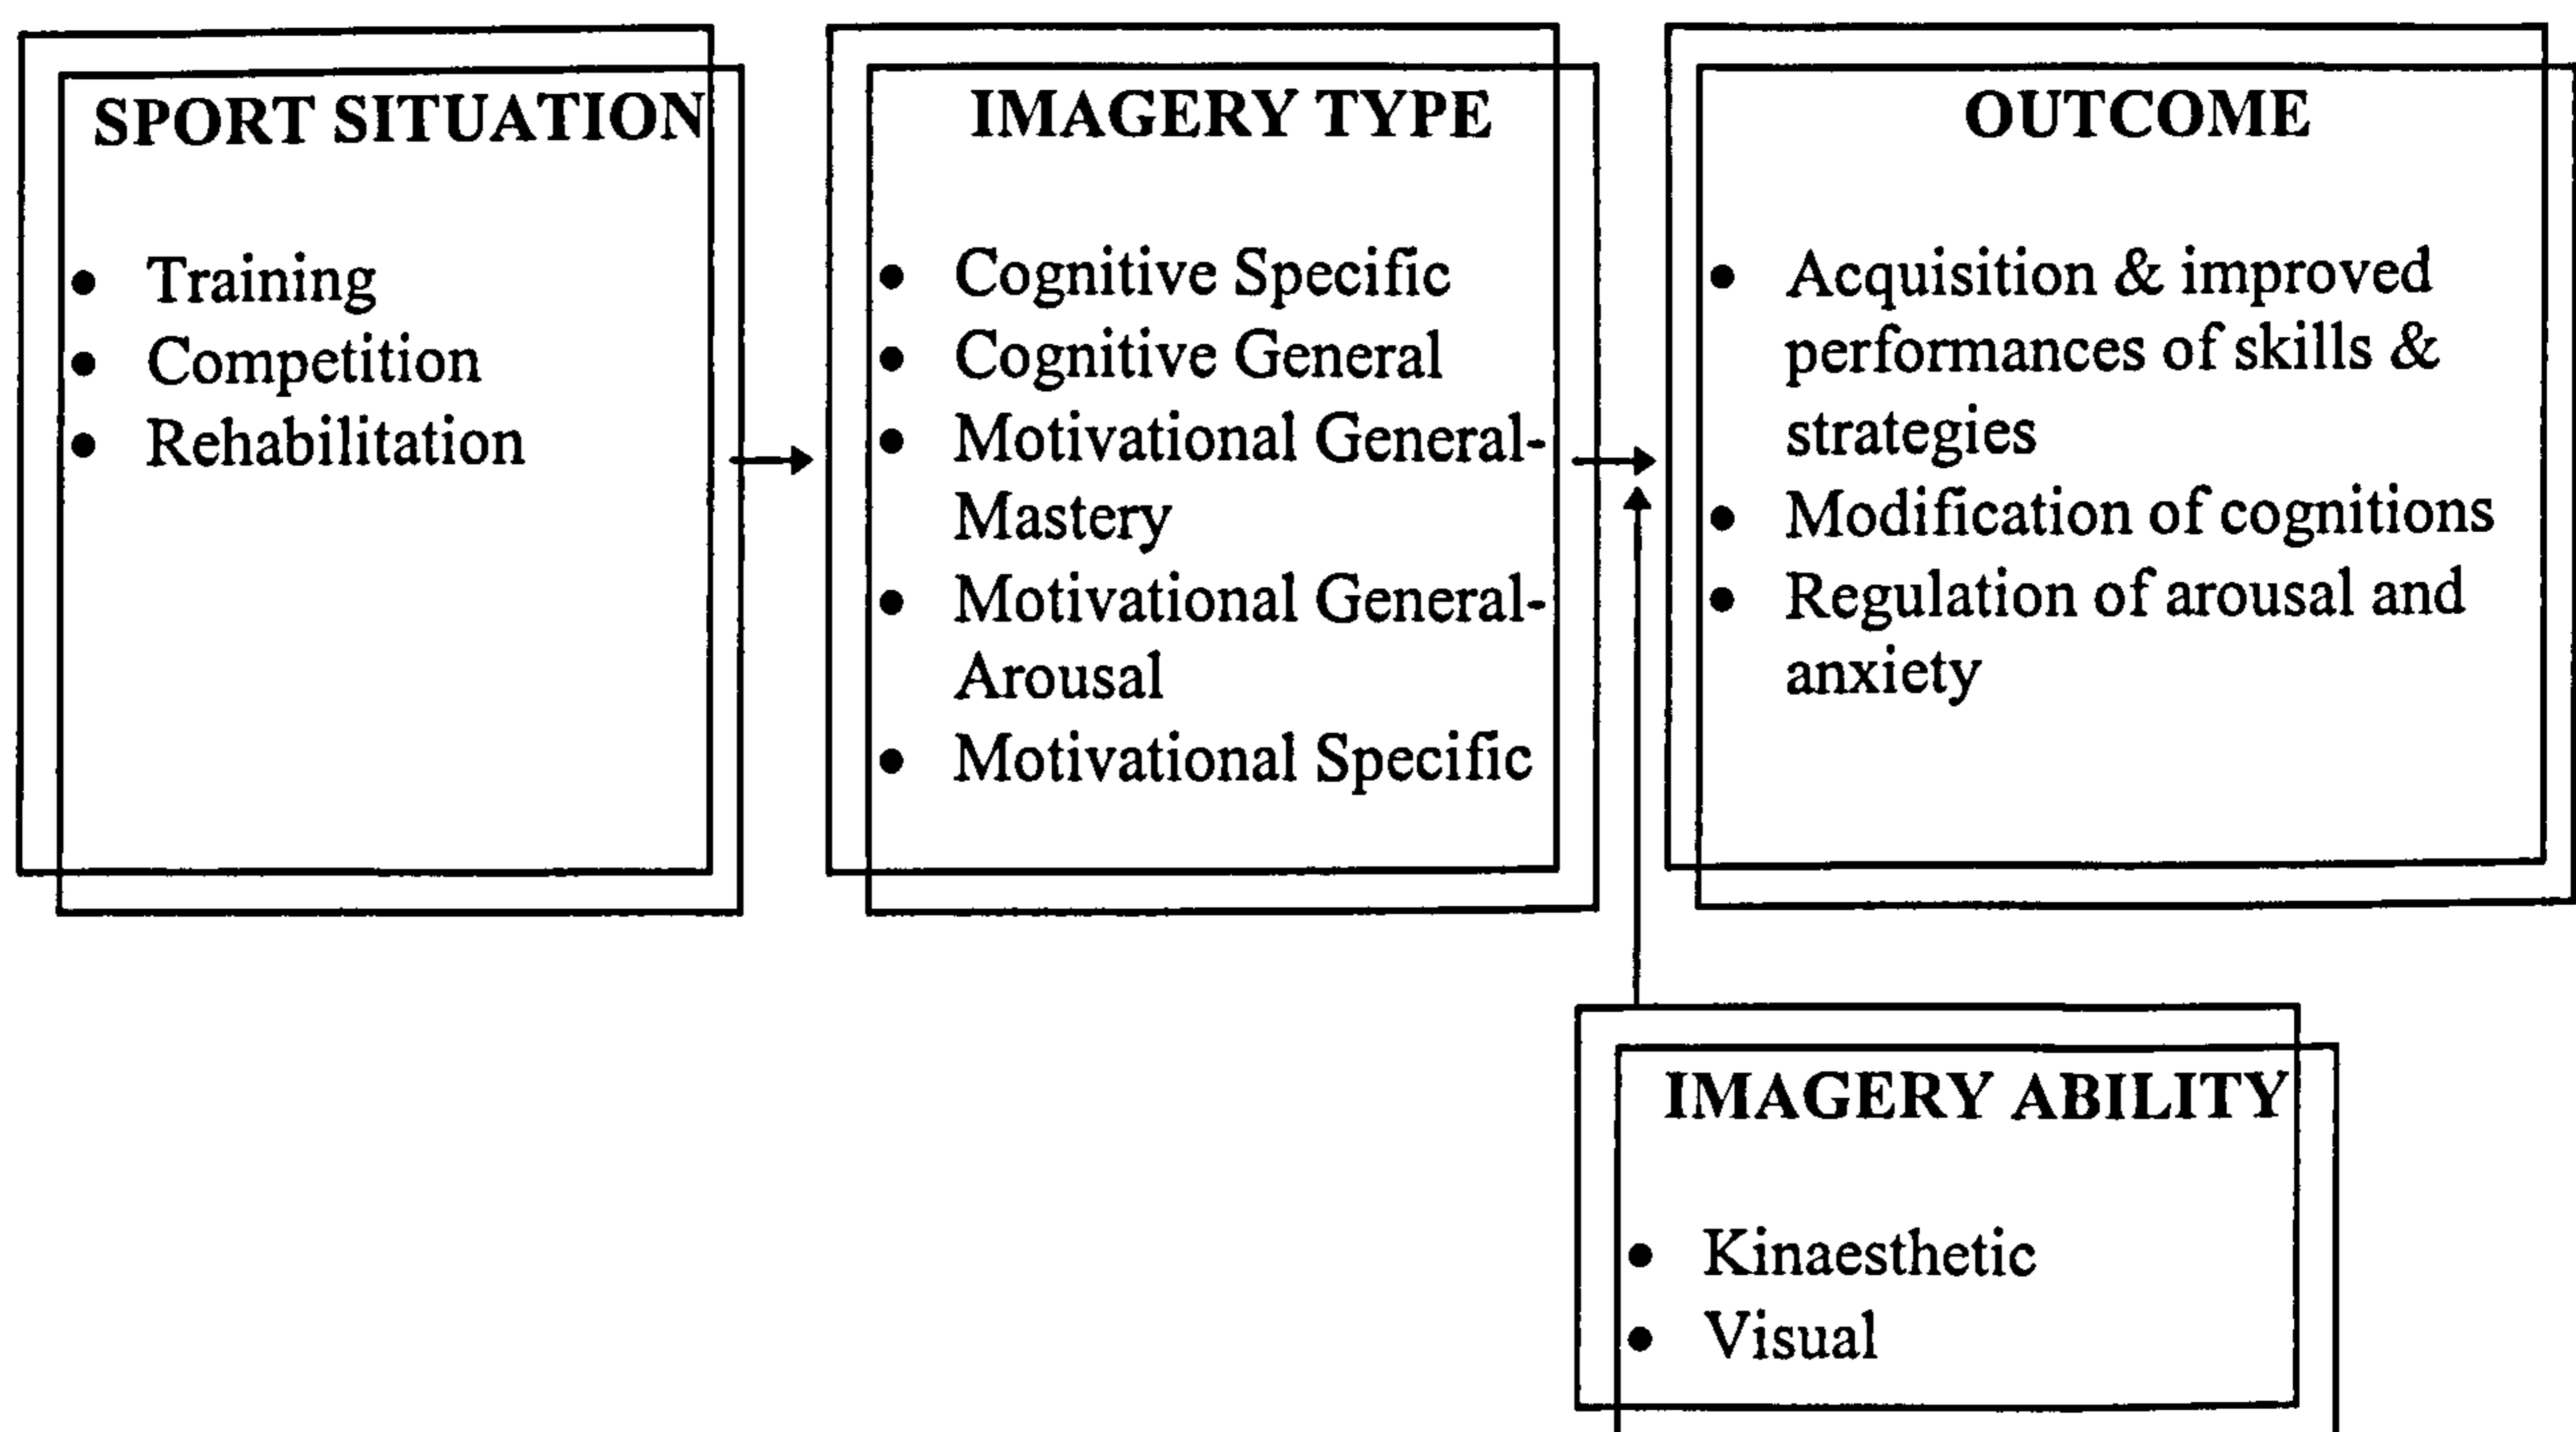 SPORT SITUATION
• Training
• Competition
• Rehabilitation
IMAGERY TYPE
• Cognitive Specific
• Cognitive General
• Motivational General-
Mastery
• Motivational General-
Arousal
• Motivational Specific
OUTCOME
• Acquisition & improved
performances of skills &
strategies
• Modification of cognitions
• Regulation of arousal and
anxiety
IMAGERY ABILITY
• Kinaesthetic
• Visual